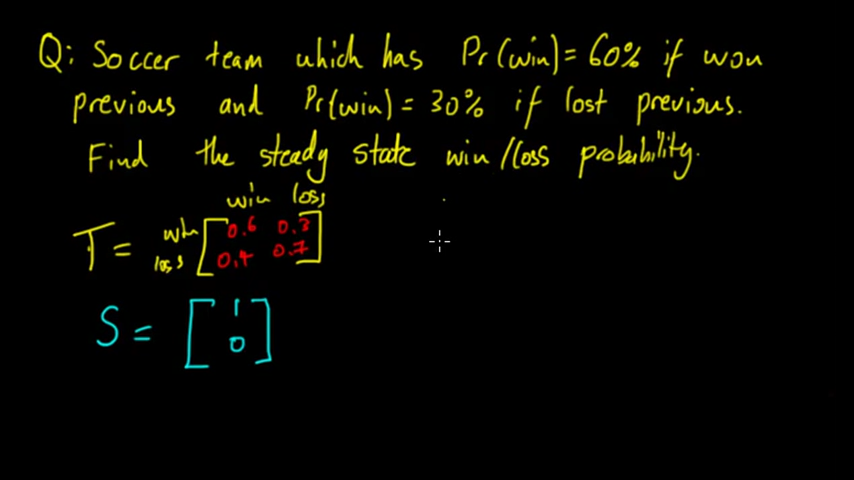 Q: Soccer team which has Pr(win)= 60% if won
previous and Pr(win) = 30% if lost previous.
Find the steady state win/loss probability.
win loss
T = win 0.6 0.3
loss 0.4 0.7
S = 1
0